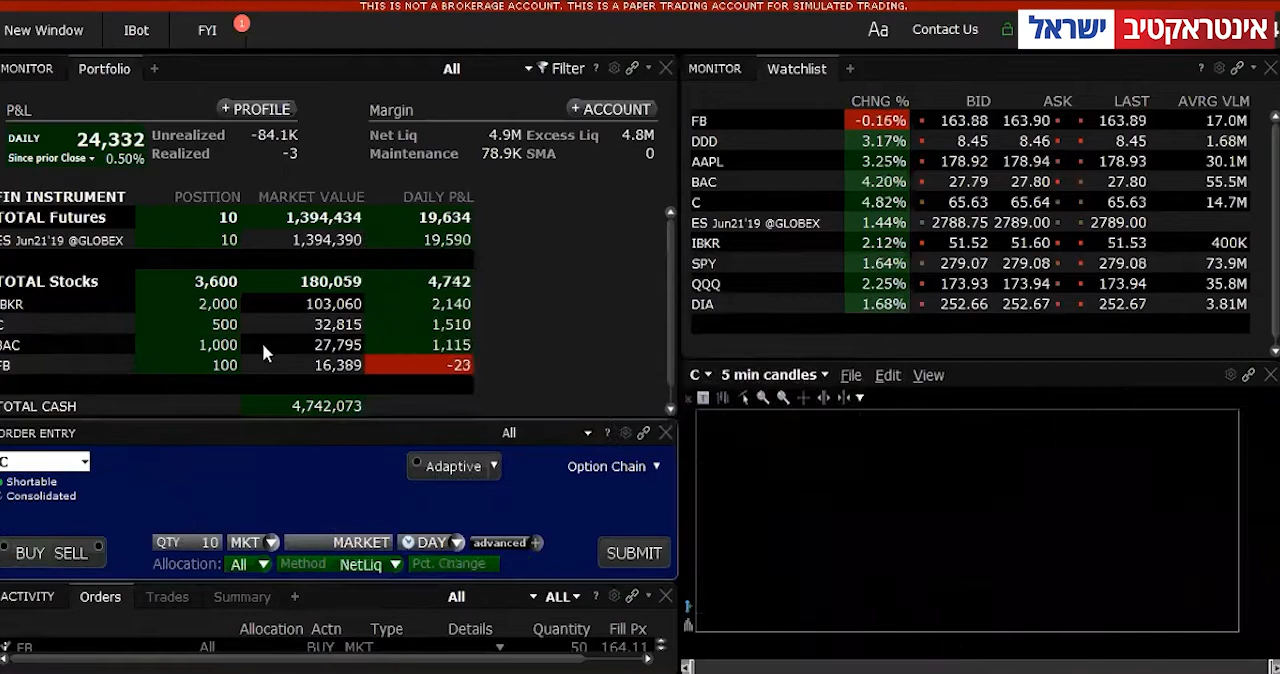 THIS IS NOT A BROKERAGE ACCOUNT. THIS IS A PAPER TRADING ACCOUNT FOR SIMULATED TRADING.
New Window IBot FYI 1 Aa Contact Us
אינטראקטיב ישראל
MONITOR Portfolio + All Filter ?
P&L + PROFILE Margin + ACCOUNT
DAILY 24,332 Unrealized -84.1K Net Liq 4.9M Excess Liq 4.8M
Since prior Close 0.50% Realized -3 Maintenance 78.9K SMA 0
FIN INSTRUMENT POSITION MARKET VALUE DAILY P&L
TOTAL Futures 10 1,394,434 19,634
ES Jun21'19 @GLOBEX 10 1,394,390 19,590
TOTAL Stocks 3,600 180,059 4,742
BKR 2,000 103,060 2,140
C 500 32,815 1,510
BAC 1,000 27,795 1,115
FB 100 16,389 -23
TOTAL CASH 4,742,073
ORDER ENTRY All ?
C
Shortable
Consolidated
Adaptive Option Chain
BUY SELL QTY 10 MKT MARKET DAY advanced + SUBMIT
Allocation: All Method NetLiq Pct. Change
ACTIVITY Orders Trades Summary + All ALL ?
Allocation Actn Type Details Quantity Fill Px
FB All BUY MKT 50 164.11
MONITOR Watchlist + ?
CHNG % BID ASK LAST AVRG VLM
FB -0.16% 163.88 163.90 163.89 17.0M
DDD 3.17% 8.45 8.46 8.45 1.68M
AAPL 3.25% 178.92 178.94 178.93 30.1M
BAC 4.20% 27.79 27.80 27.80 55.5M
C 4.82% 65.63 65.64 65.63 14.7M
ES Jun21'19 @GLOBEX 1.44% 2788.75 2789.00 2789.00
IBKR 2.12% 51.52 51.60 51.53 400K
SPY 1.64% 279.07 279.08 279.08 73.9M
QQQ 2.25% 173.93 173.94 173.94 35.8M
DIA 1.68% 252.66 252.67 252.67 3.81M
C 5 min candles File Edit View